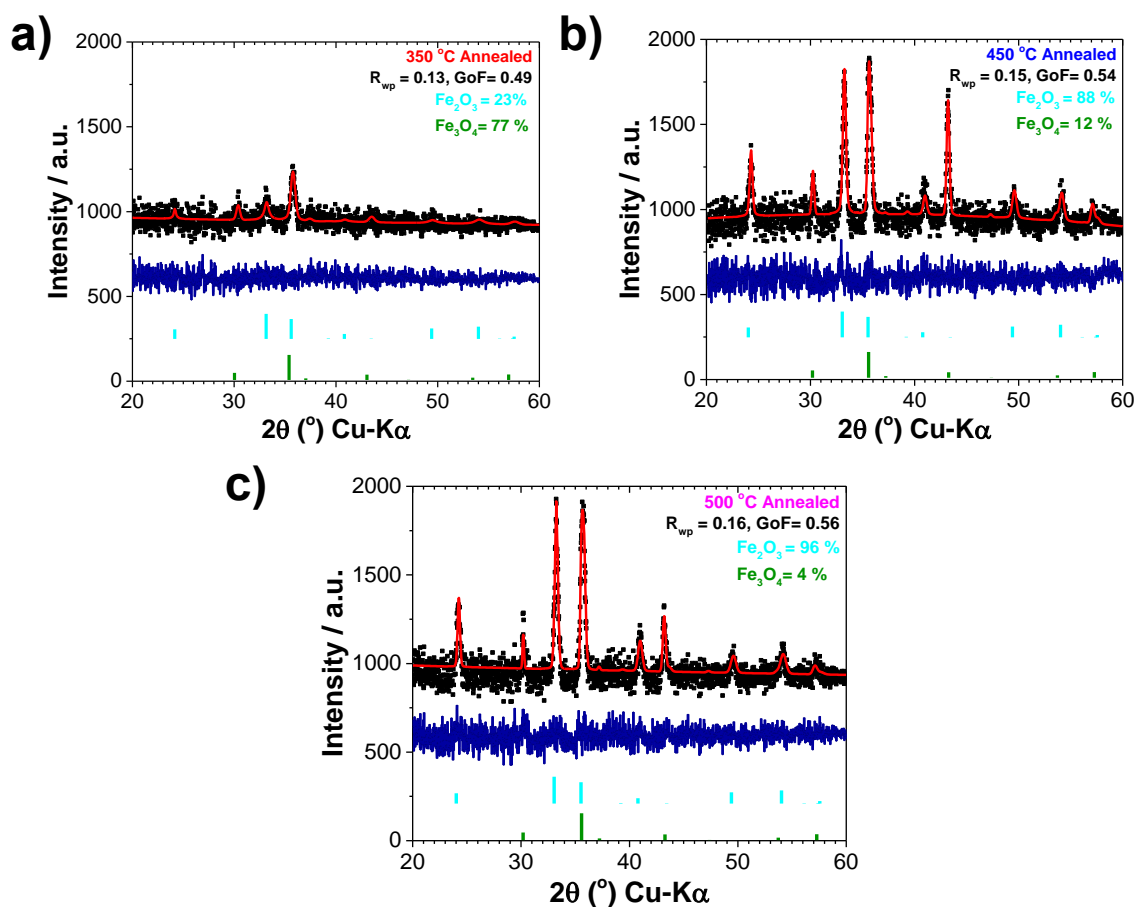 a)
2000
1500
1000
500
0
20
30
40
50
60
Intensity / a.u.
2θ (°) Cu-Kα
350 °C Annealed
Rwp = 0.13, GoF= 0.49
Fe2O3 = 23%
Fe3O4= 77 %
b)
2000
1500
1000
500
0
20
30
40
50
60
Intensity / a.u.
2θ (°) Cu-Kα
450 °C Annealed
Rwp = 0.15, GoF= 0.54
Fe2O3 = 88 %
Fe3O4= 12 %
c)
2000
1500
1000
500
0
20
30
40
50
60
Intensity / a.u.
2θ (°) Cu-Kα
500 °C Annealed
Rwp = 0.16, GoF= 0.56
Fe2O3 = 96 %
Fe3O4= 4 %